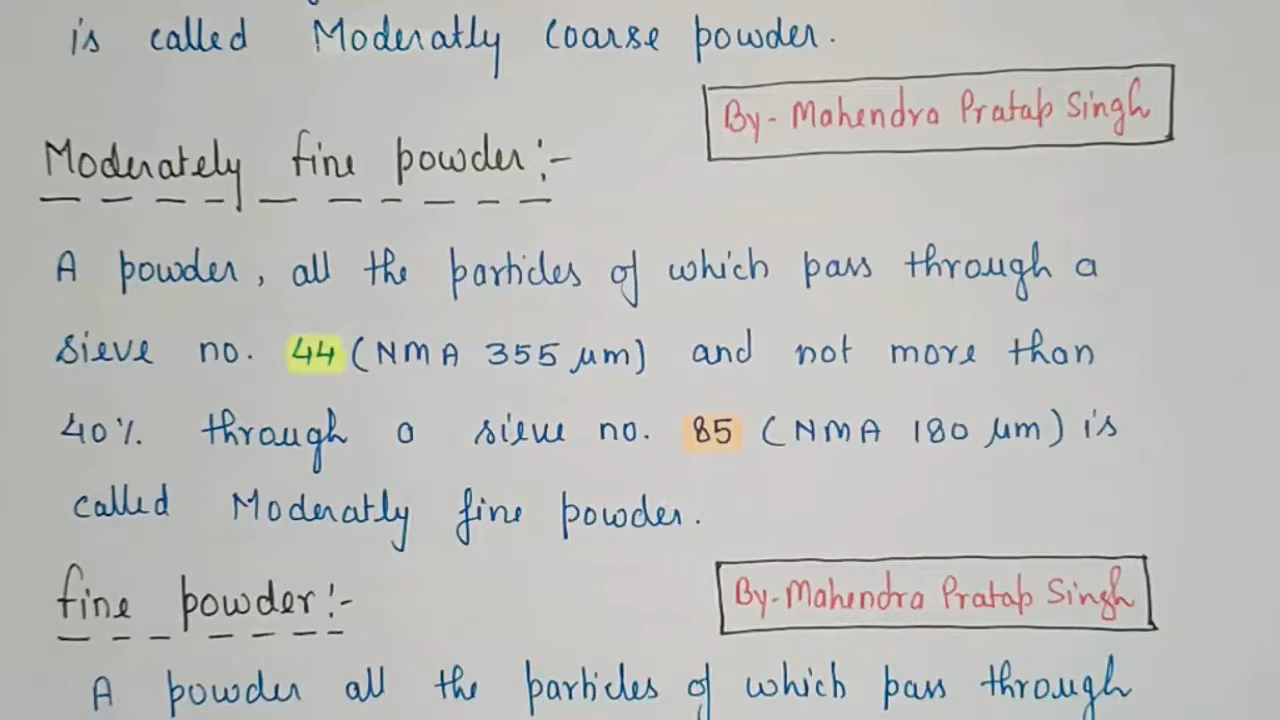 is called Moderatly coarse powder.
By- Mahendra Pratap Singh
Moderately fine powder:-
A powder, all the particles of which pass through a
sieve no. 44 (NMA 355 μm) and not more than
40% through a sieve no. 85 (NMA 180 μm) is
called Moderatly fine powder.
fine powder:-
By- Mahendra Pratap Singh
A powder all the particles of which pass through